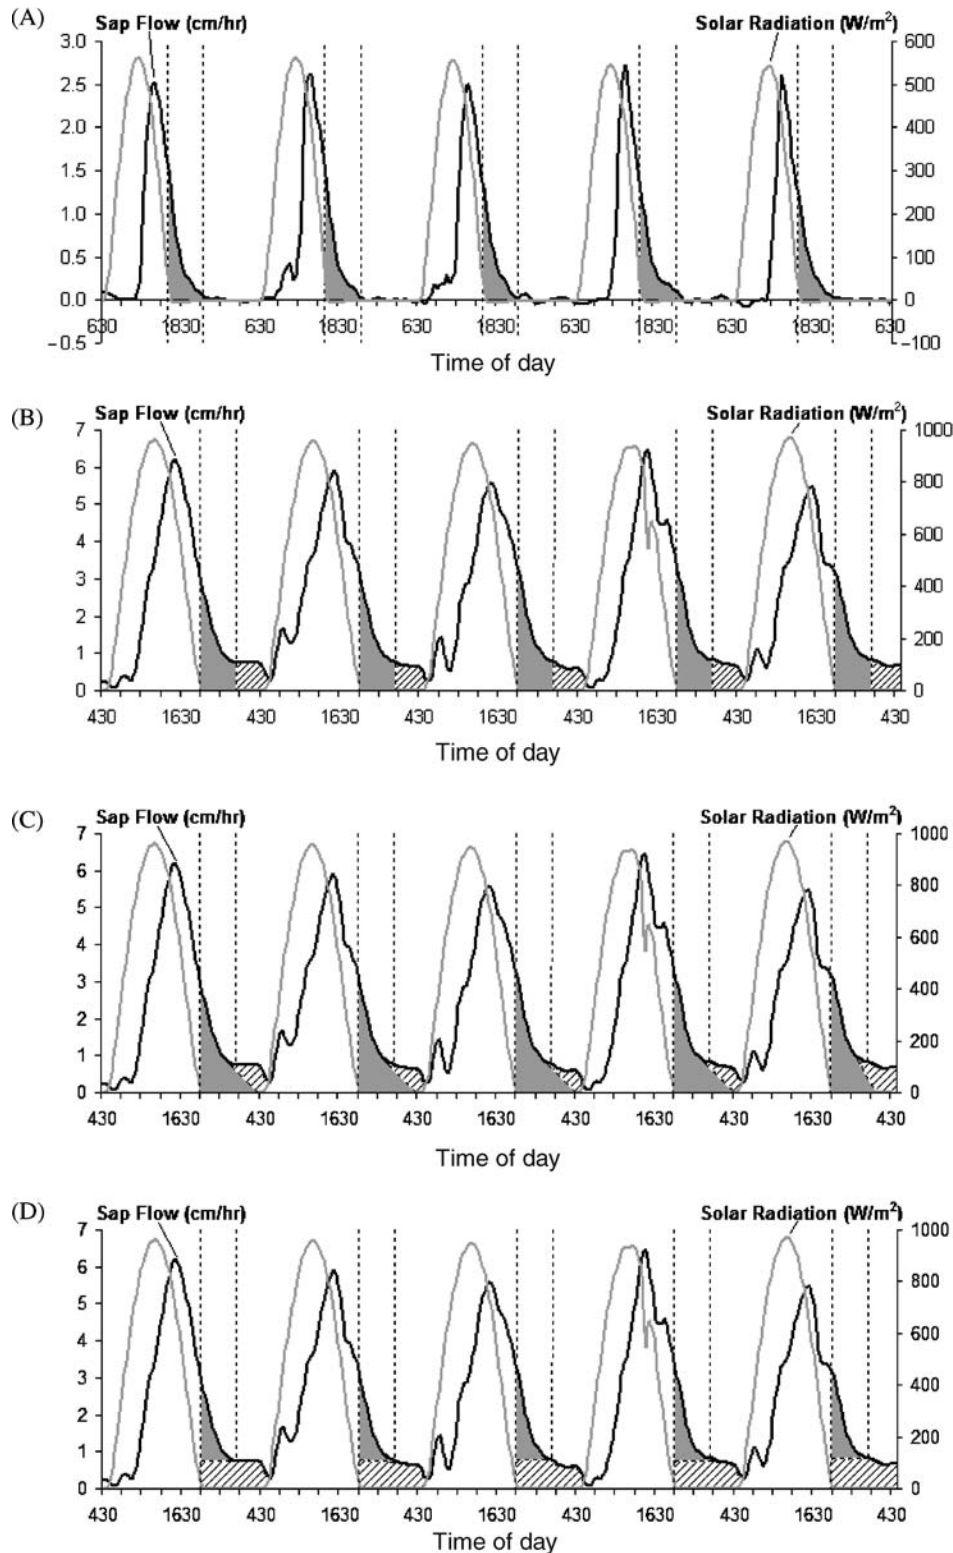 (A)
Sap Flow (cm/hr) Solar Radiation (W/m²)
3.0 600
2.5 500
2.0 400
1.5 300
1.0 200
0.5 100
0.0 0
630 1830 630 1830 630 1830 630 1830 630 1830 630
−0.5 −100
Time of day
(B)
Sap Flow (cm/hr) Solar Radiation (W/m²)
7 1000
6 800
5
4 600
3 400
2 200
1
0 0
430 1630 430 1630 430 1630 430 1630 430 1630 430
Time of day
(C)
Sap Flow (cm/hr) Solar Radiation (W/m²)
7 1000
6 800
5
4 600
3 400
2 200
1
0 0
430 1630 430 1630 430 1630 430 1630 430 1630 430
Time of day
(D)
Sap Flow (cm/hr) Solar Radiation (W/m²)
7 1000
6 800
5
4 600
3 400
2 200
1
0 0
430 1630 430 1630 430 1630 430 1630 430 1630 430
Time of day